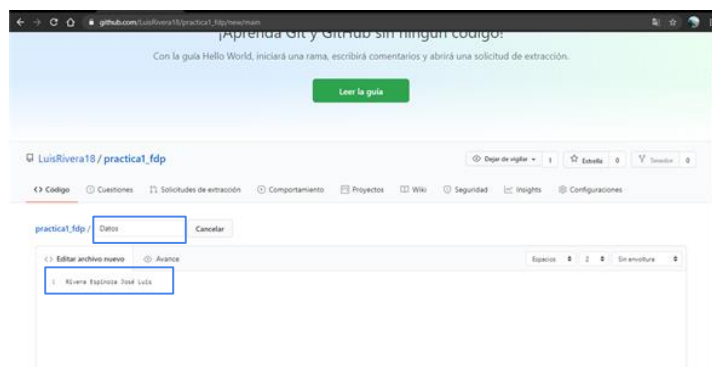 github.com/LuisRivera18/practica1_fdp/new/main
¡Aprenda Git y GitHub sin ningún código!
Con la guía Hello World, iniciará una rama, escribirá comentarios y abrirá una solicitud de extracción.
Leer la guía
LuisRivera18 / practica1_fdp
Dejar de vigilar 1 Estrella 0 Tenedor 0
<> Código Cuestiones Solicitudes de extracción Comportamiento Proyectos Wiki Seguridad Insights Configuraciones
practica1_fdp / Datos Cancelar
<> Editar archivo nuevo Avance Espacios 2 Sin envoltura
1 Rivera Espinoza José Luis